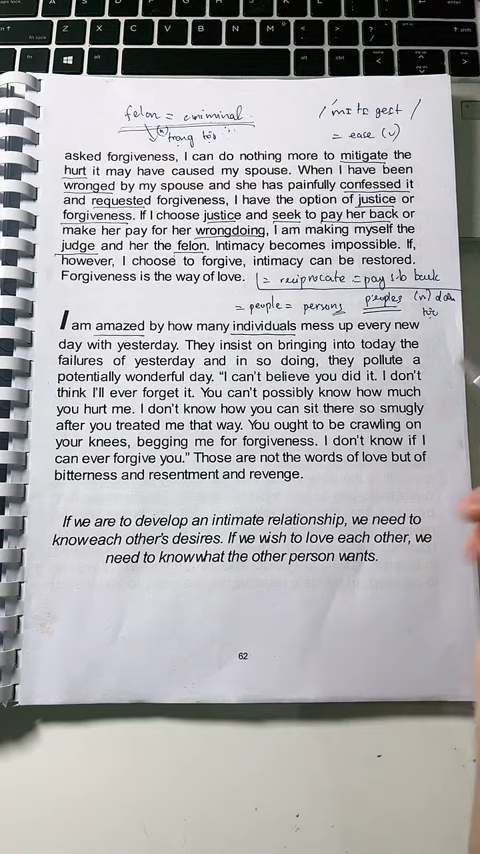 felon = criminal
/ˈmɪtɪgeɪt/
(n) trọng tội
= ease (v)
asked forgiveness, I can do nothing more to mitigate the
hurt it may have caused my spouse. When I have been
wronged by my spouse and she has painfully confessed it
and requested forgiveness, I have the option of justice or
forgiveness. If I choose justice and seek to pay her back or
make her pay for her wrongdoing, I am making myself the
judge and her the felon. Intimacy becomes impossible. If,
however, I choose to forgive, intimacy can be restored.
Forgiveness is the way of love.
= reciprocate = pay s.b back
= people = persons
peoples (n) dân
tộc
I am amazed by how many individuals mess up every new
day with yesterday. They insist on bringing into today the
failures of yesterday and in so doing, they pollute a
potentially wonderful day. “I can't believe you did it. I don't
think I'll ever forget it. You can't possibly know how much
you hurt me. I don't know how you can sit there so smugly
after you treated me that way. You ought to be crawling on
your knees, begging me for forgiveness. I don't know if I
can ever forgive you.” Those are not the words of love but of
bitterness and resentment and revenge.
If we are to develop an intimate relationship, we need to
knoweach other's desires. If we wish to love each other, we
need to knowwhat the other person wants.
62